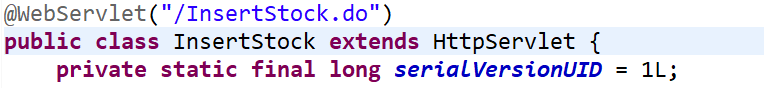 @WebServlet("/InsertStock.do")
public class InsertStock extends HttpServlet {
    private static final long serialVersionUID = 1L;